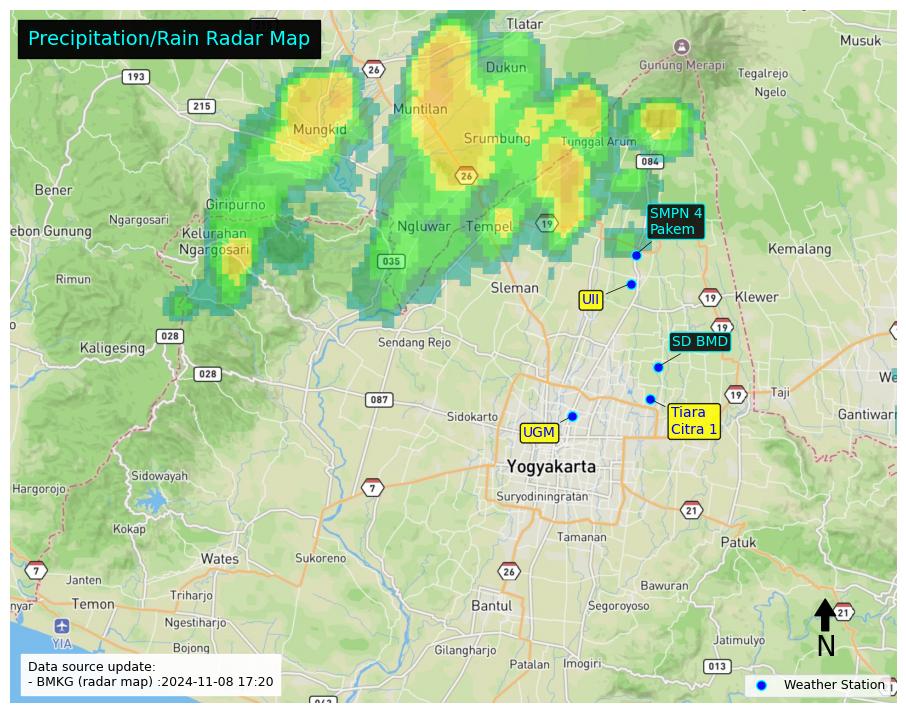 Precipitation/Rain Radar Map
Tlatar
Musuk
26
193
Dukun
Gunung Merapi
Tegalrejo
Ngelo
215
Muntilan
Mungkid
Srumbung
Tunggal Arum
084
26
Bener
Giripurno
Ngargosari
ebon Gunung
Ngluwar
Tempel
19
SMPN 4
Pakem
Kelurahan
Ngargosari
Kemalang
035
Rimun
Sleman
UII
19
Klewer
19
028
Kaligesing
Sendang Rejo
SD BMD
028
We
087
19
Taji
Sidokarto
Tiara
Citra 1
Gantiwar
UGM
Yogyakarta
Sidowayah
Hargorojo
7
Suryodiningratan
21
Kokap
Tamanan
Patuk
Wates
Sukoreno
7
26
Janten
Bawuran
Temon
Triharjo
nyar
Bantul
Segoroyoso
21
Ngestiharjo
YIA
Jatimulyo
N
Bojong
Gilangharjo
Patalan
Imogiri
013
Data source update:
- BMKG (radar map) :2024-11-08 17:20
Weather Station